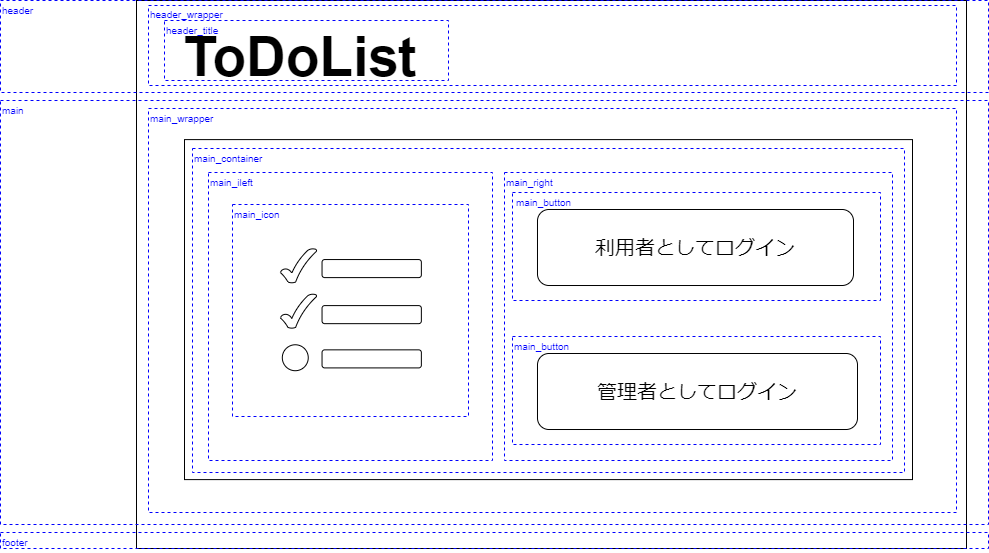 header
header_wrapper
header_title
ToDoList
main
main_wrapper
main_container
main_ileft
main_icon
main_right
main_button
利用者としてログイン
main_button
管理者としてログイン
footer